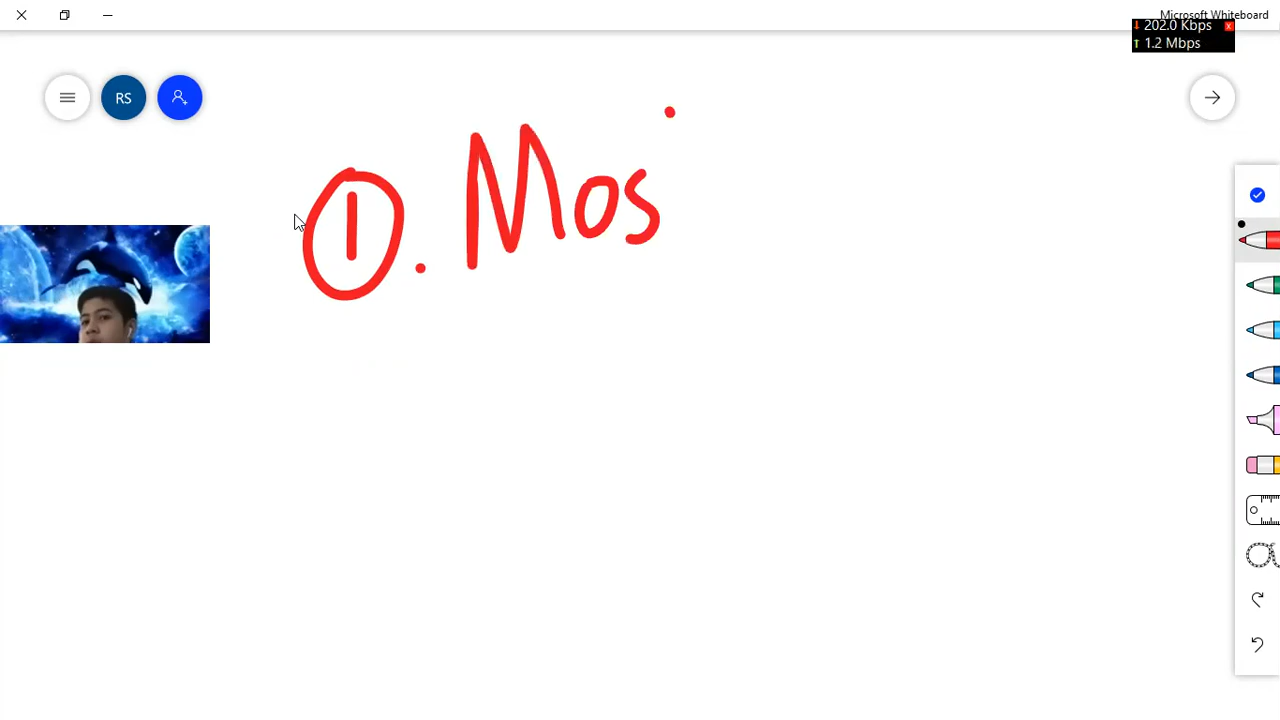 Microsoft Whiteboard
↓ 202.0 Kbps x
↑ 1.2 Mbps
RS
①. Mos